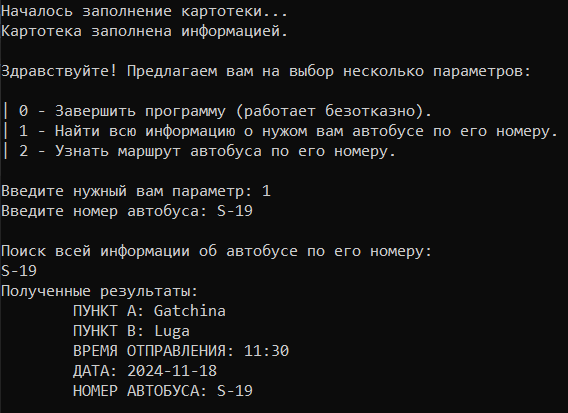 Началось заполнение картотеки...
Картотека заполнена информацией.
Здравствуйте! Предлагаем вам на выбор несколько параметров:
| 0 - Завершить программу (работает безотказно).
| 1 - Найти всю информацию о нужом вам автобусе по его номеру.
| 2 - Узнать маршрут автобуса по его номеру.
Введите нужный вам параметр: 1
Введите номер автобуса: S-19
Поиск всей информации об автобусе по его номеру:
S-19
Полученные результаты:
ПУНКТ A: Gatchina
ПУНКТ B: Luga
ВРЕМЯ ОТПРАВЛЕНИЯ: 11:30
ДАТА: 2024-11-18
НОМЕР АВТОБУСА: S-19